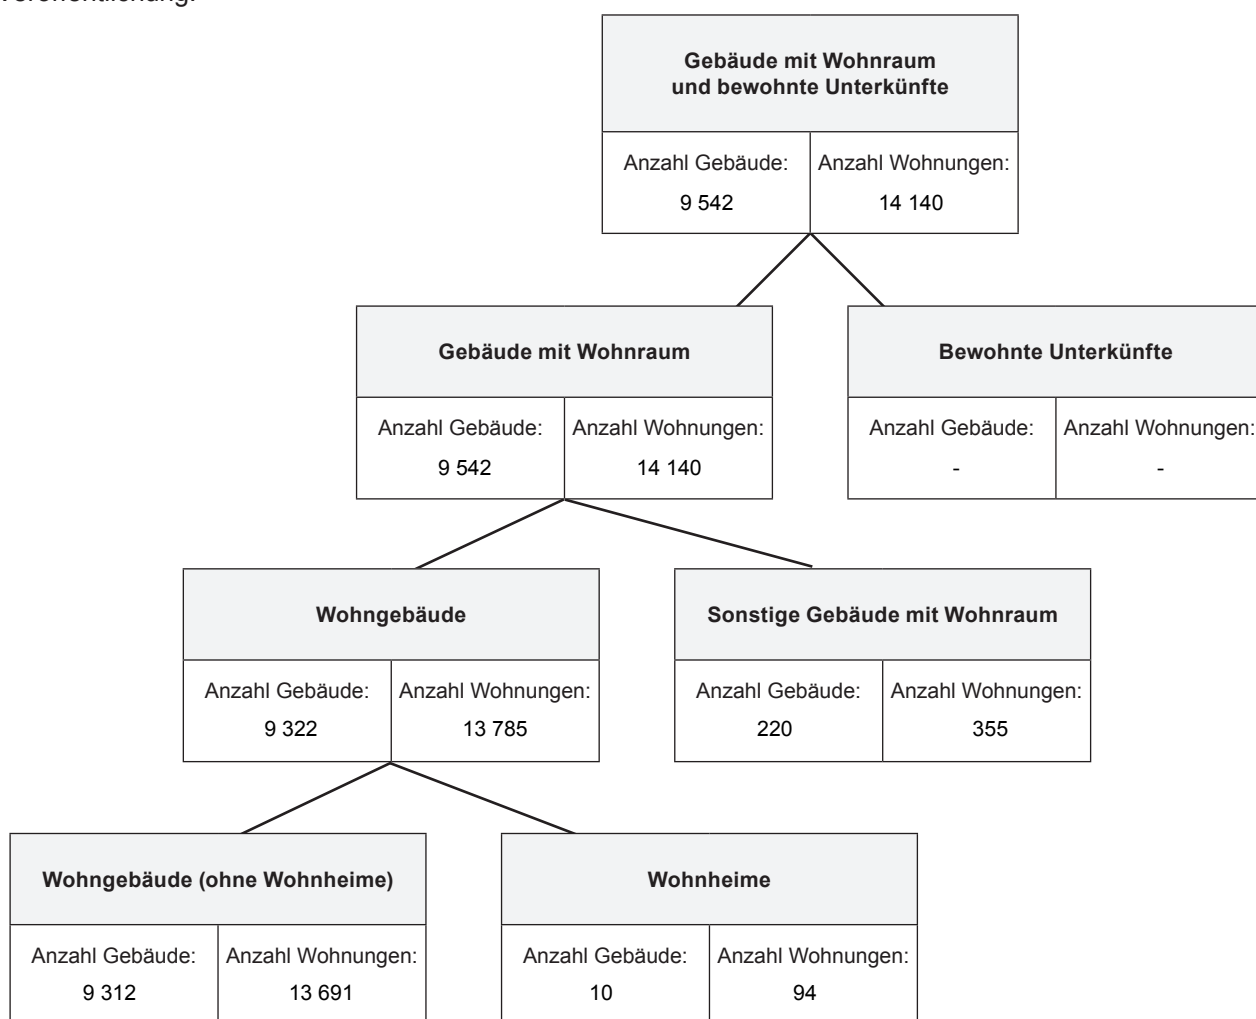 Veröffentlichung.
Gebäude mit Wohnraum
und bewohnte Unterkünfte
Anzahl Gebäude:
9 542
Anzahl Wohnungen:
14 140
Gebäude mit Wohnraum
Anzahl Gebäude:
9 542
Anzahl Wohnungen:
14 140
Bewohnte Unterkünfte
Anzahl Gebäude:
-
Anzahl Wohnungen:
-
Wohngebäude
Anzahl Gebäude:
9 322
Anzahl Wohnungen:
13 785
Sonstige Gebäude mit Wohnraum
Anzahl Gebäude:
220
Anzahl Wohnungen:
355
Wohngebäude (ohne Wohnheime)
Anzahl Gebäude:
9 312
Anzahl Wohnungen:
13 691
Wohnheime
Anzahl Gebäude:
10
Anzahl Wohnungen:
94